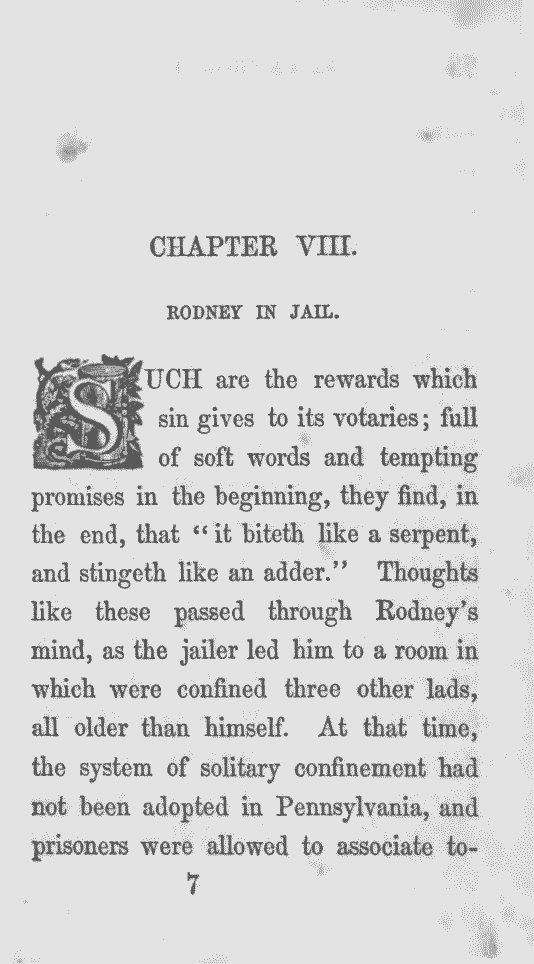 CHAPTER VIII.
RODNEY IN JAIL.
SUCH are the rewards which
sin gives to its votaries; full
of soft words and tempting
promises in the beginning, they find, in
the end, that “it biteth like a serpent,
and stingeth like an adder.” Thoughts
like these passed through Rodney’s
mind, as the jailer led him to a room in
which were confined three other lads,
all older than himself. At that time,
the system of solitary confinement had
not been adopted in Pennsylvania, and
prisoners were allowed to associate to-
7